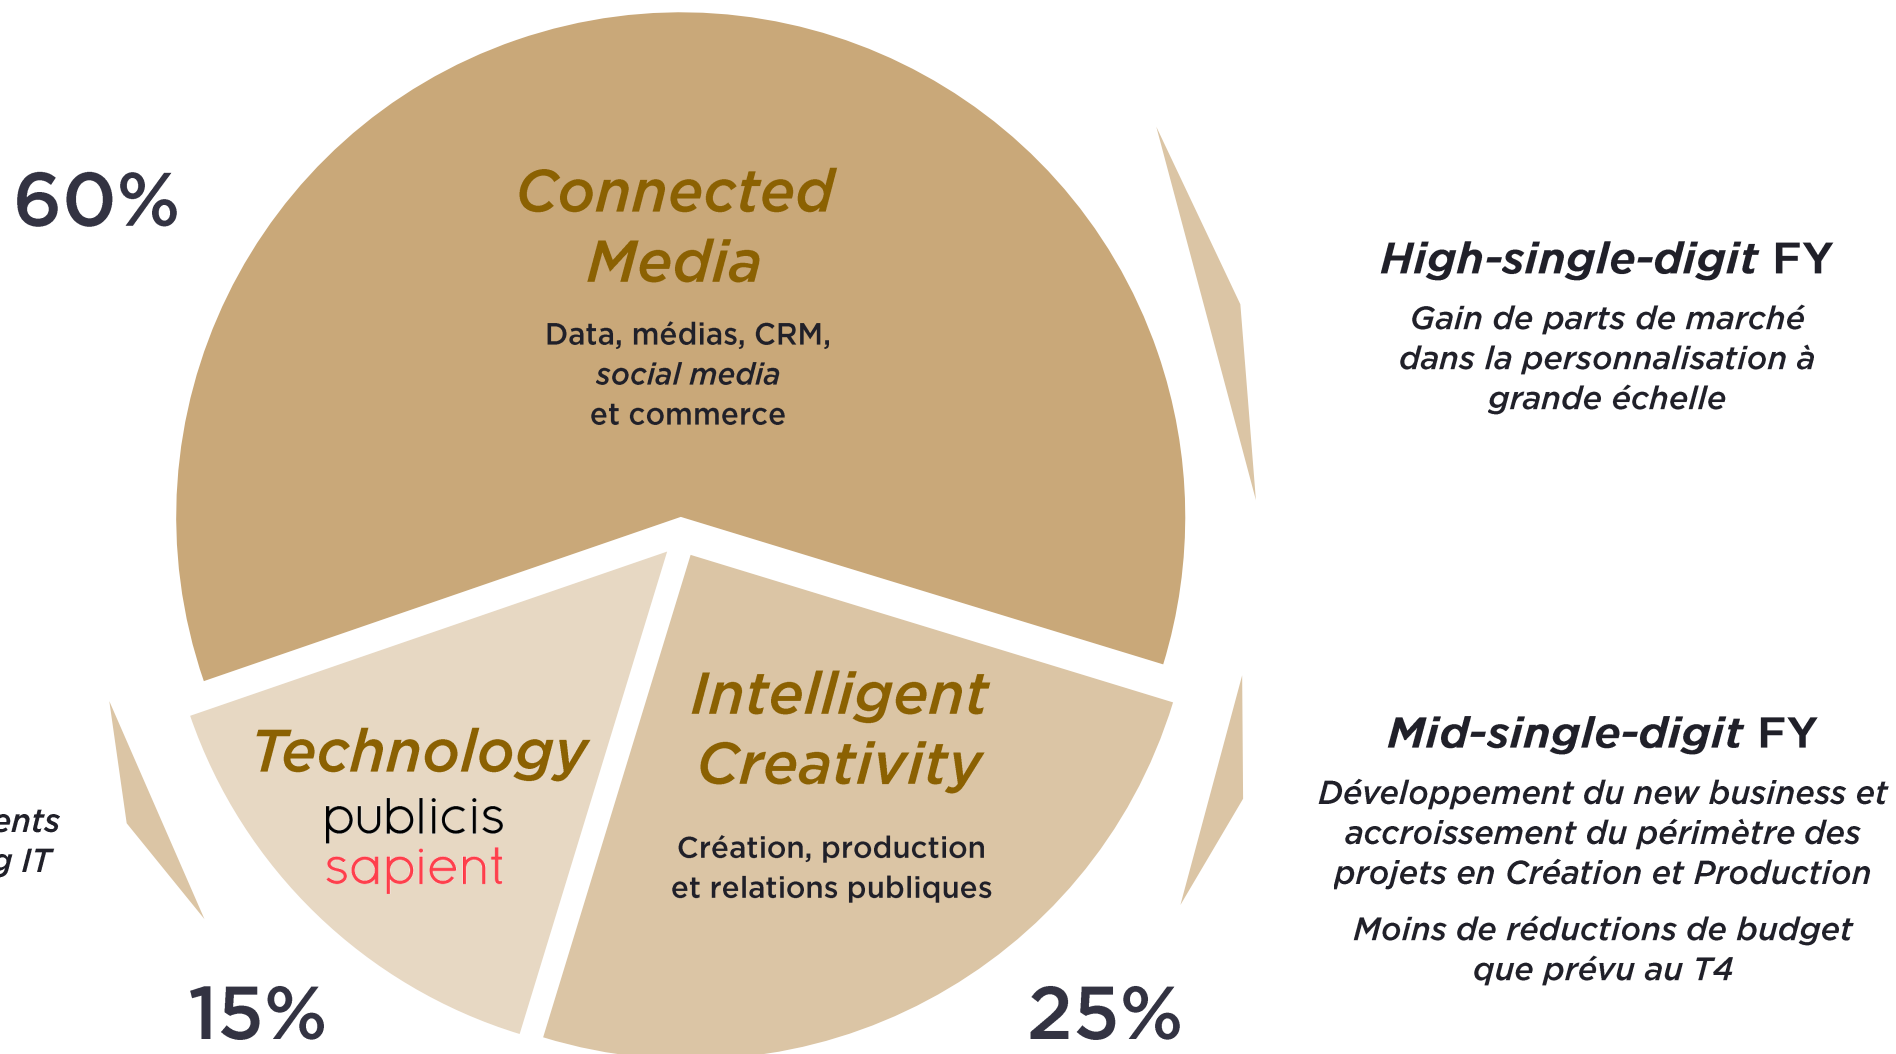 60%
Connected
Media
Data, médias, CRM,
social media
et commerce
High-single-digit FY
Gain de parts de marché
dans la personnalisation à
grande échelle
Technology
publicis
sapient
IT
15%
Intelligent
Creativity
Création, production
et relations publiques
25%
Mid-single-digit FY
Développement du new business et
accroissement du périmètre des
projets en Création et Production
Moins de réductions de budget
que prévu au T4